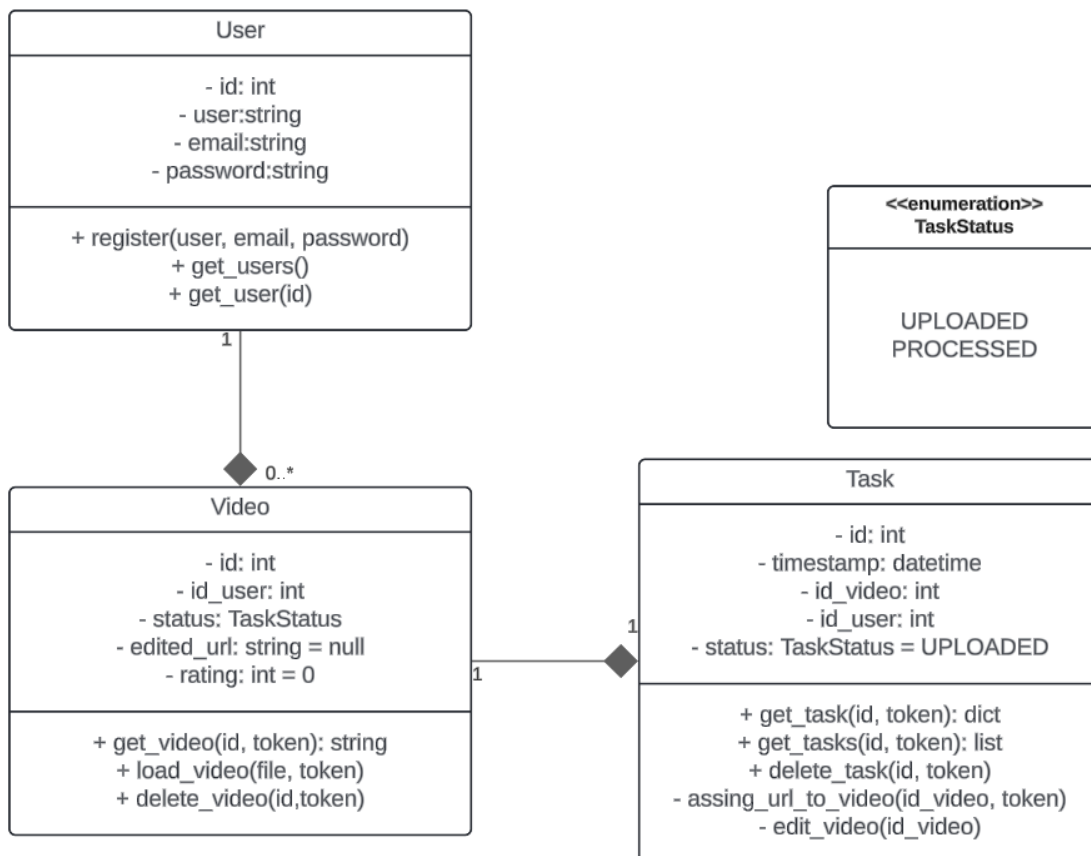 User
- id: int
- user:string
- email:string
- password:string
+ register(user, email, password)
+ get_users()
+ get_user(id)
1
0..*
Video
- id: int
- id_user: int
- status: TaskStatus
- edited_url: string = null
- rating: int = 0
+ get_video(id, token): string
+ load_video(file, token)
+ delete_video(id,token)
1
1
<<enumeration>>
TaskStatus
UPLOADED
PROCESSED
Task
- id: int
- timestamp: datetime
- id_video: int
- id_user: int
- status: TaskStatus = UPLOADED
+ get_task(id, token): dict
+ get_tasks(id, token): list
+ delete_task(id, token)
- assing_url_to_video(id_video, token)
- edit_video(id_video)